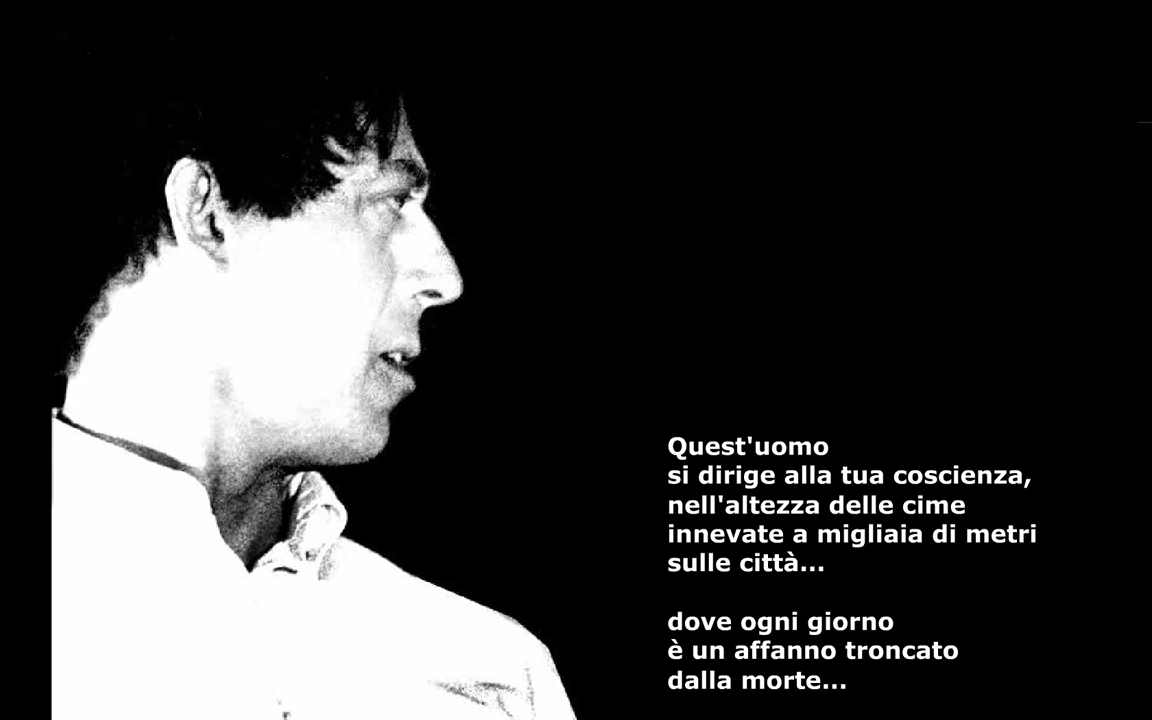 Quest'uomo
si dirige alla tua coscienza,
nell'altezza delle cime
innevate a migliaia di metri
sulle città...
dove ogni giorno
è un affanno troncato
dalla morte...